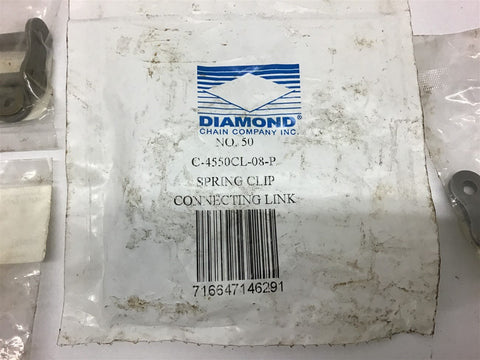 DIAMOND®
CHAIN COMPANY INC.
NO. 50
C-4550CL-08-P
SPRING CLIP
CONNECTING LINK
716647146291